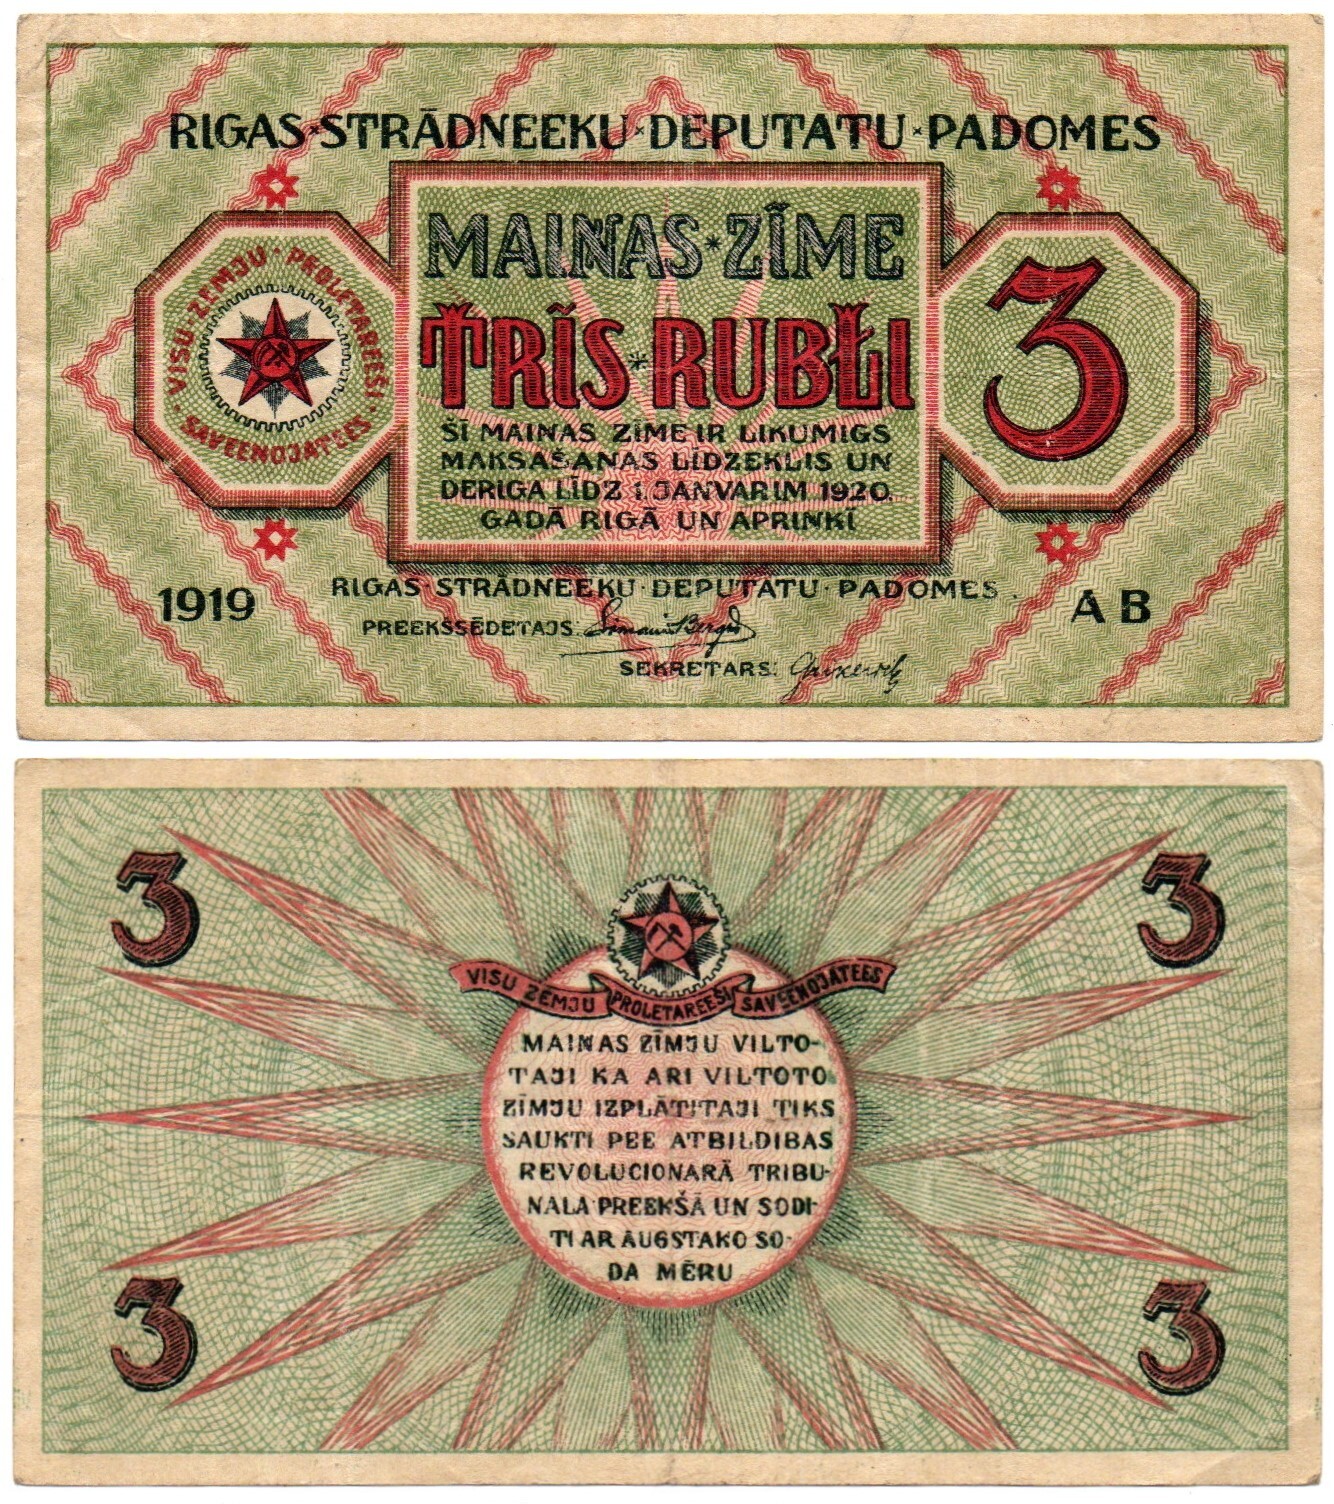 RIGAS × STRĀDNEEKU × DEPUTATU × PADOMES
MAIŅAS * ZĪME
TRĪS * RUBĻI
3
VISU · ZEMJU · PROLETAREEŠI ·
SAVEENOJATEES ·
ŠĪ MAIŅAS ZĪME IR LIKUMIGS
MAKSAŠANAS LĪDZEKLIS UN
DERIGA LĪDZ 1. JANVARIM 1920.
GADĀ RIGĀ UN APRIŅĶĪ
1919
RIGAS · STRĀDNEEKU · DEPUTATU · PADOMES
AB
PREEKŠSĒDETAJS:
SEKRETARS:
3
3
VISU ZEMJU PROLETAREEŠI SAVEENOJATEES
MAIŅAS ZĪMJU VILTO-
TAJI KA ARI VILTOTO
ZĪMJU IZPLĀTITAJI TIKS
SAUKTI PEE ATBILDIBAS
REVOLUCIONARĀ TRIBU-
NALA PREEKŠĀ UN SODI-
TI AR AUGSTAKO SO-
DA MĒRU
3
3